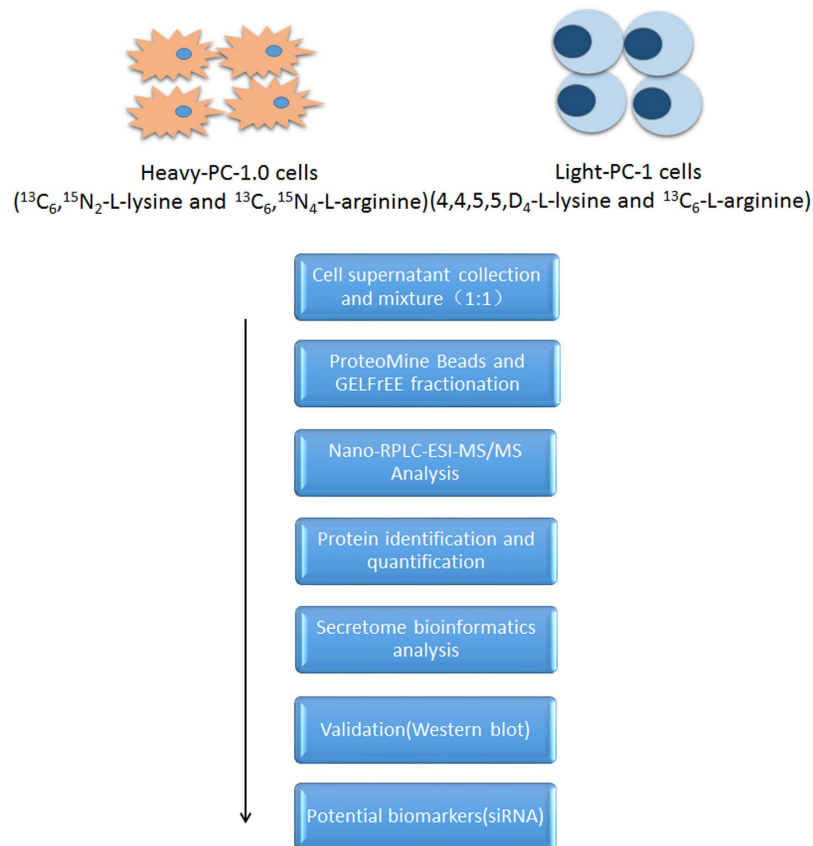 Heavy-PC-1.0 cells
(¹³C₆,¹⁵N₂-L-lysine and ¹³C₆,¹⁵N₄-L-arginine)
Light-PC-1 cells
(4,4,5,5,D₄-L-lysine and ¹³C₆-L-arginine)
Cell supernatant collection
and mixture（1:1）
ProteoMine Beads and
GELFrEE fractionation
Nano-RPLC-ESI-MS/MS
Analysis
Protein identification and
quantification
Secretome bioinformatics
analysis
Validation(Western blot)
Potential biomarkers(siRNA)